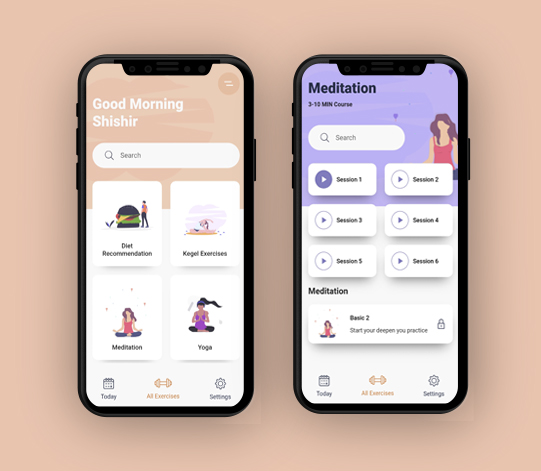 Good Morning
Shishir
Search
Diet
Recommendation
Kegel Exercises
Meditation
Yoga
Today
All Exercises
Settings
Meditation
3-10 MIN Course
Search
Session 1
Session 2
Session 3
Session 4
Session 5
Session 6
Meditation
Basic 2
Start your deepen you practice
Today
All Exercises
Settings